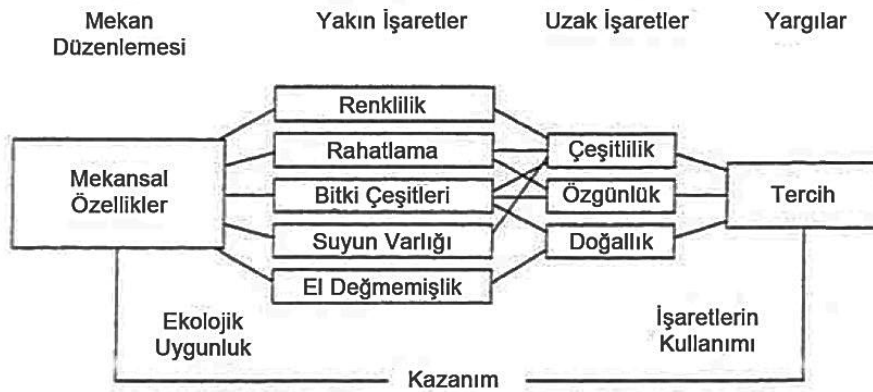 Mekan
Düzenlemesi
Yakın İşaretler
Uzak İşaretler
Yargılar
Renklilik
Rahatlama
Çeşitlilik
Mekansal
Özellikler
Bitki Çeşitleri
Özgünlük
Tercih
Suyun Varlığı
Doğallık
El Değmemişlik
Ekolojik
Uygunluk
İşaretlerin
Kullanımı
Kazanım